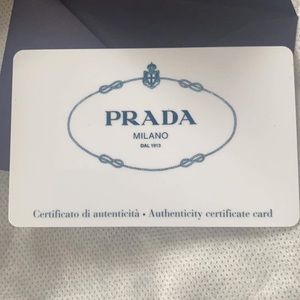 PRADA
MILANO
DAL 1913
Certificato di autenticità • Authenticity certificate card